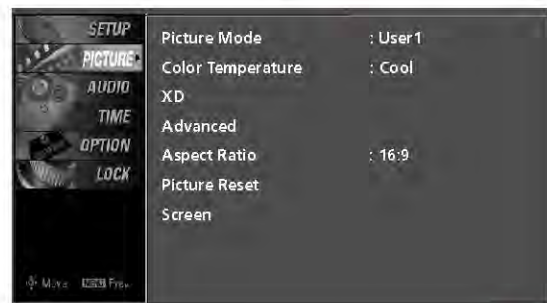 SETUP
PICTURE
AUDIO
TIME
OPTION
LOCK
Move MENU Prev.
Picture Mode : User1
Color Temperature : Cool
XD
Advanced
Aspect Ratio : 16:9
Picture Reset
Screen